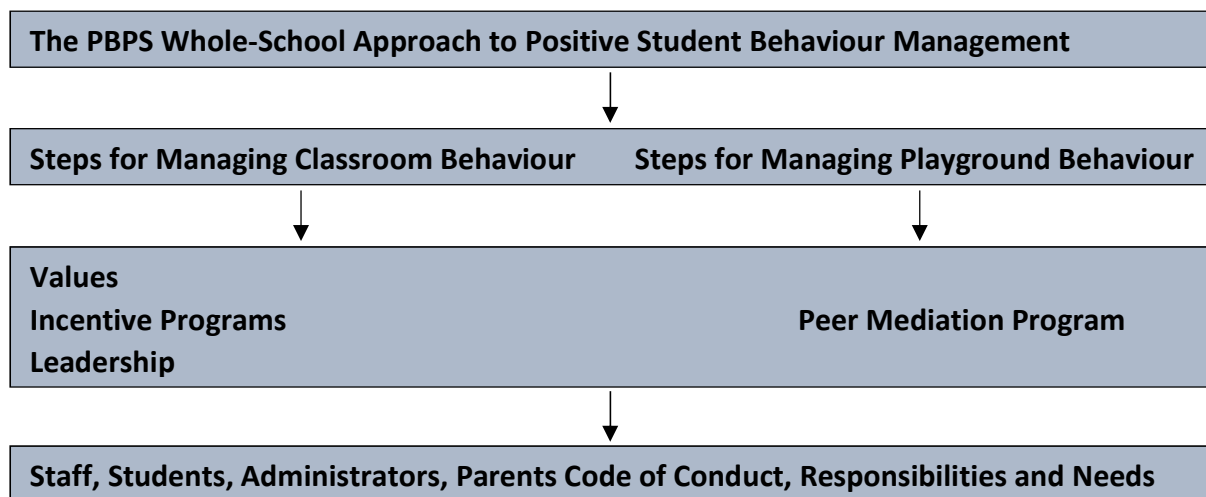 The PBPS Whole-School Approach to Positive Student Behaviour Management
Steps for Managing Classroom Behaviour Steps for Managing Playground Behaviour
Values
Incentive Programs Peer Mediation Program
Leadership
Staff, Students, Administrators, Parents Code of Conduct, Responsibilities and Needs